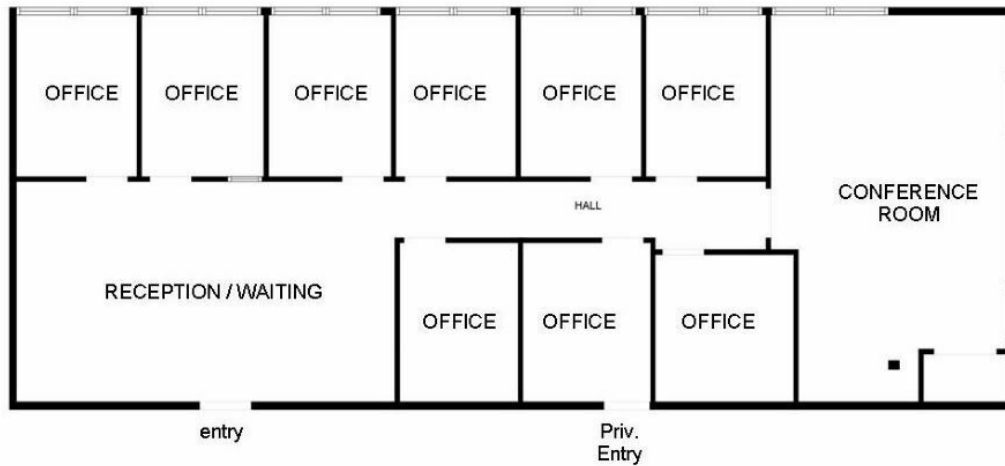 OFFICE OFFICE OFFICE OFFICE OFFICE OFFICE
CONFERENCE
ROOM
HALL
RECEPTION / WAITING
OFFICE OFFICE OFFICE
entry
Priv.
Entry